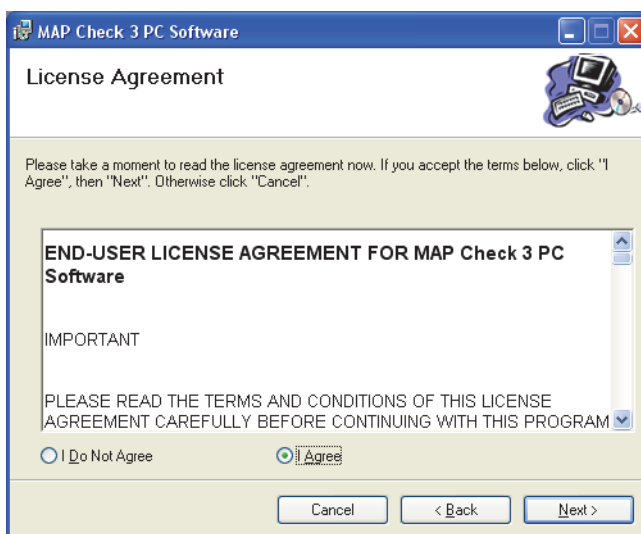 MAP Check 3 PC Software
License Agreement
Please take a moment to read the license agreement now. If you accept the terms below, click "I
Agree", then "Next". Otherwise click "Cancel".
END-USER LICENSE AGREEMENT FOR MAP Check 3 PC
Software
IMPORTANT
PLEASE READ THE TERMS AND CONDITIONS OF THIS LICENSE
AGREEMENT CAREFULLY BEFORE CONTINUING WITH THIS PROGRAM
I Do Not Agree
I Agree
Cancel
< Back
Next >